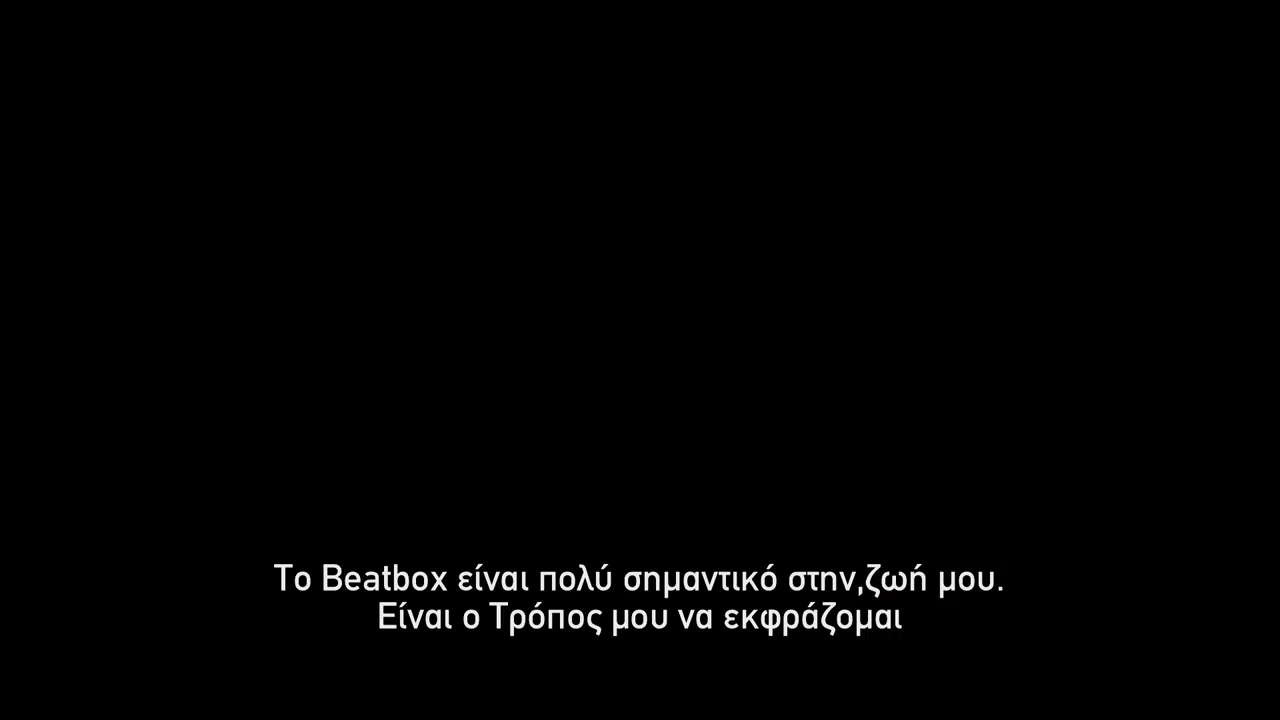 Το Beatbox είναι πολύ σημαντικό στην,ζωή μου.
Είναι ο Τρόπος μου να εκφράζομαι